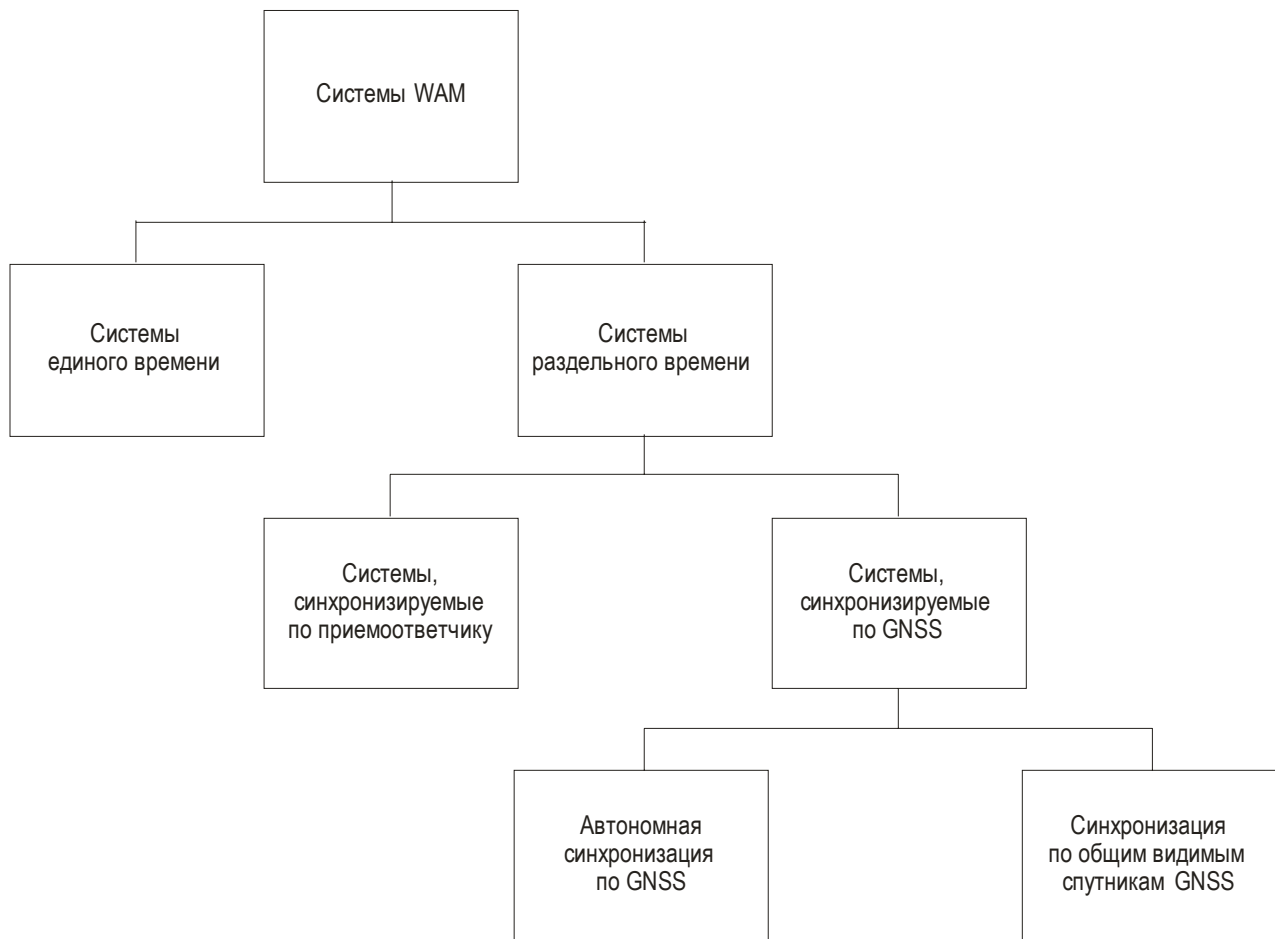 Системы WAM
Системы
единого времени
Системы
раздельного времени
Системы,
синхронизируемые
по приемоответчику
Системы,
синхронизируемые
по GNSS
Автономная
синхронизация
по GNSS
Синхронизация
по общим видимым
спутникам GNSS